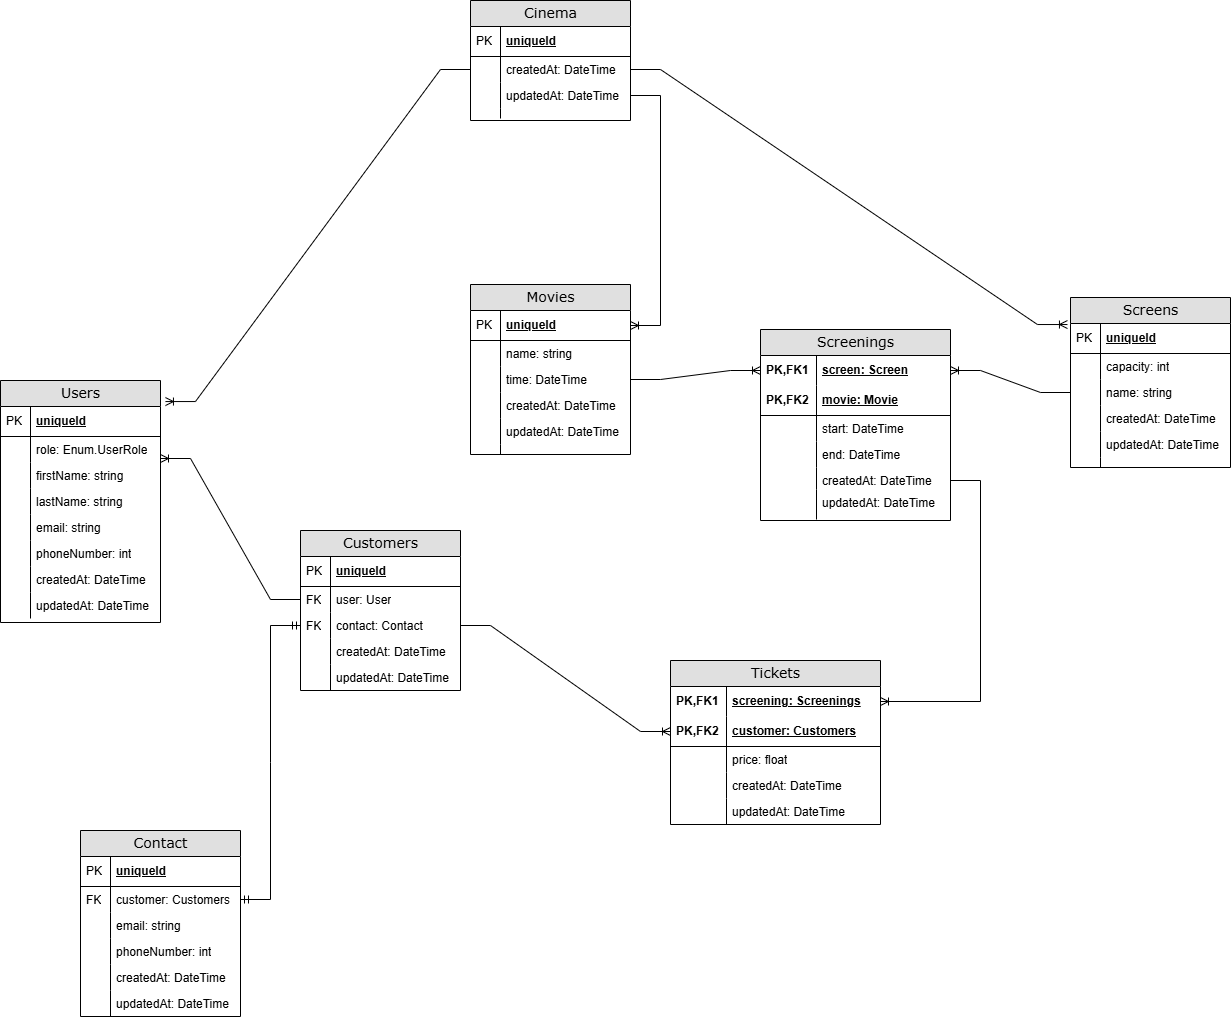 Cinema
PK uniqueId
createdAt: DateTime
updatedAt: DateTime
Movies
PK uniqueId
name: string
time: DateTime
createdAt: DateTime
updatedAt: DateTime
Screens
PK uniqueId
capacity: int
name: string
createdAt: DateTime
updatedAt: DateTime
Screenings
PK,FK1 screen: Screen
PK,FK2 movie: Movie
start: DateTime
end: DateTime
createdAt: DateTime
updatedAt: DateTime
Users
PK uniqueId
role: Enum.UserRole
firstName: string
lastName: string
email: string
phoneNumber: int
createdAt: DateTime
updatedAt: DateTime
Customers
PK uniqueId
FK user: User
FK contact: Contact
createdAt: DateTime
updatedAt: DateTime
Tickets
PK,FK1 screening: Screenings
PK,FK2 customer: Customers
price: float
createdAt: DateTime
updatedAt: DateTime
Contact
PK uniqueId
FK customer: Customers
email: string
phoneNumber: int
createdAt: DateTime
updatedAt: DateTime